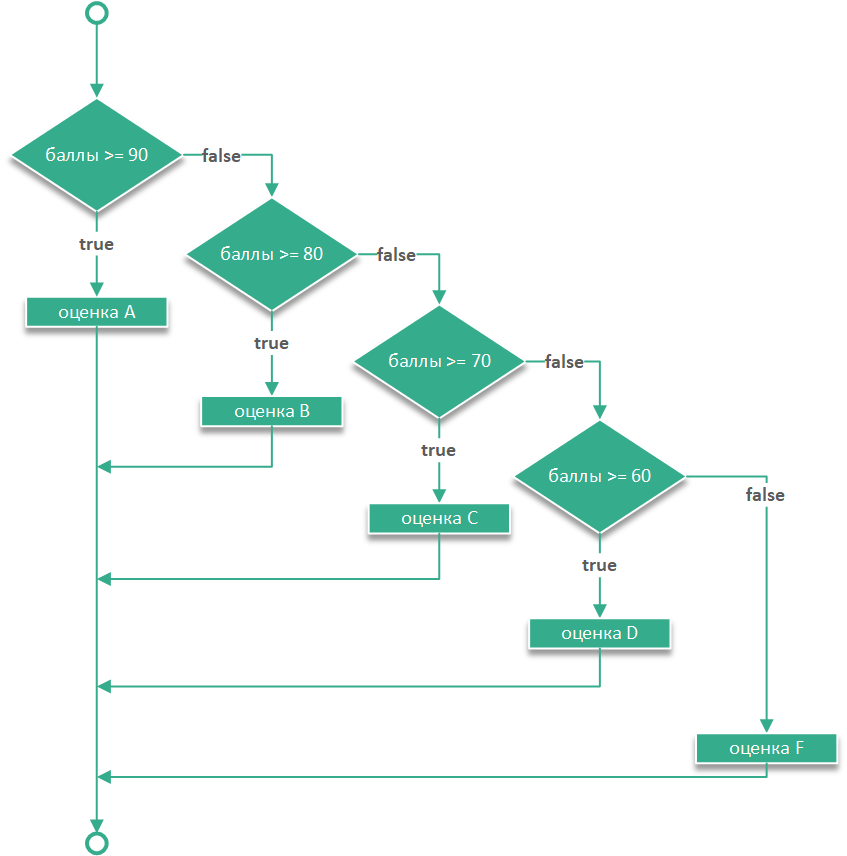 баллы >= 90
false
true
баллы >= 80
false
оценка A
true
баллы >= 70
false
оценка B
true
баллы >= 60
false
оценка C
true
оценка D
оценка F